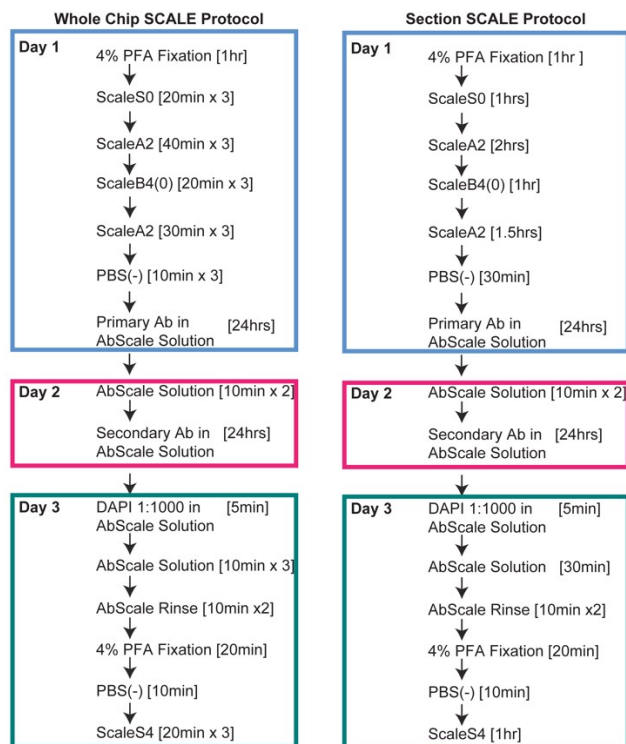 Whole Chip SCALE Protocol
Day 1
4% PFA Fixation [1hr]
ScaleS0 [20min x 3]
ScaleA2 [40min x 3]
ScaleB4(0) [20min x 3]
ScaleA2 [30min x 3]
PBS(-) [10min x 3]
Primary Ab in [24hrs]
AbScale Solution
Day 2
AbScale Solution [10min x 2]
Secondary Ab in [24hrs]
AbScale Solution
Day 3
DAPI 1:1000 in [5min]
AbScale Solution
AbScale Solution [10min x 3]
AbScale Rinse [10min x2]
4% PFA Fixation [20min]
PBS(-) [10min]
ScaleS4 [20min x 3]
Section SCALE Protocol
Day 1
4% PFA Fixation [1hr ]
ScaleS0 [1hrs]
ScaleA2 [2hrs]
ScaleB4(0) [1hr]
ScaleA2 [1.5hrs]
PBS(-) [30min]
Primary Ab in [24hrs]
AbScale Solution
Day 2
AbScale Solution [10min x 2]
Secondary Ab in [24hrs]
AbScale Solution
Day 3
DAPI 1:1000 in [5min]
AbScale Solution
AbScale Solution [30min]
AbScale Rinse [10min x2]
4% PFA Fixation [20min]
PBS(-) [10min]
ScaleS4 [1hr]